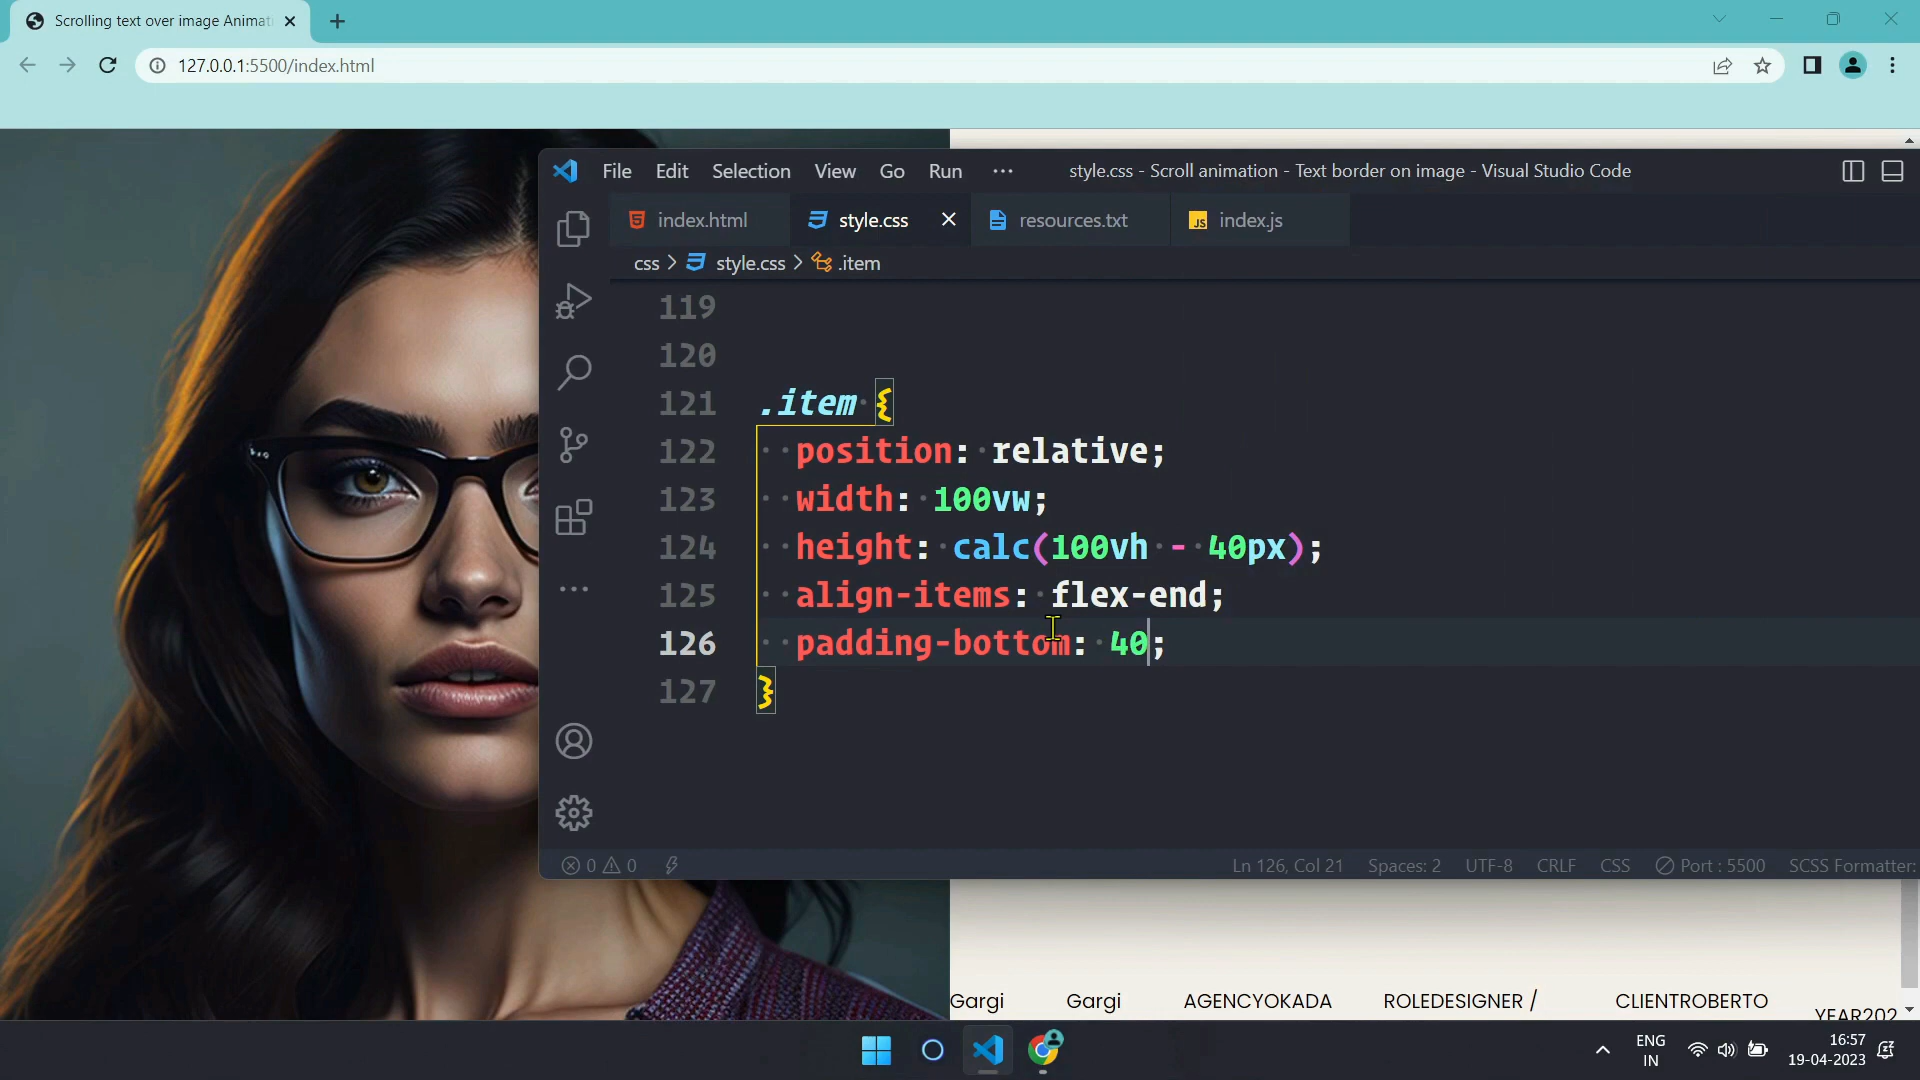 Scrolling text over image Animat
127.0.0.1:5500/index.html
File Edit Selection View Go Run ··· style.css - Scroll animation - Text border on image - Visual Studio Code
index.html style.css resources.txt JS index.js
css > style.css > .item
119
120
121 .item {
122 position: relative;
123 width: 100vw;
124 height: calc(100vh - 40px);
125 align-items: flex-end;
126 padding-bottom: 40;
127 }
0 0 Ln 126, Col 21 Spaces: 2 UTF-8 CRLF CSS Port : 5500 SCSS Formatter:
Gargi Gargi AGENCYOKADA ROLEDESIGNER / CLIENTROBERTO YEAR202
ENG 16:57
IN 19-04-2023